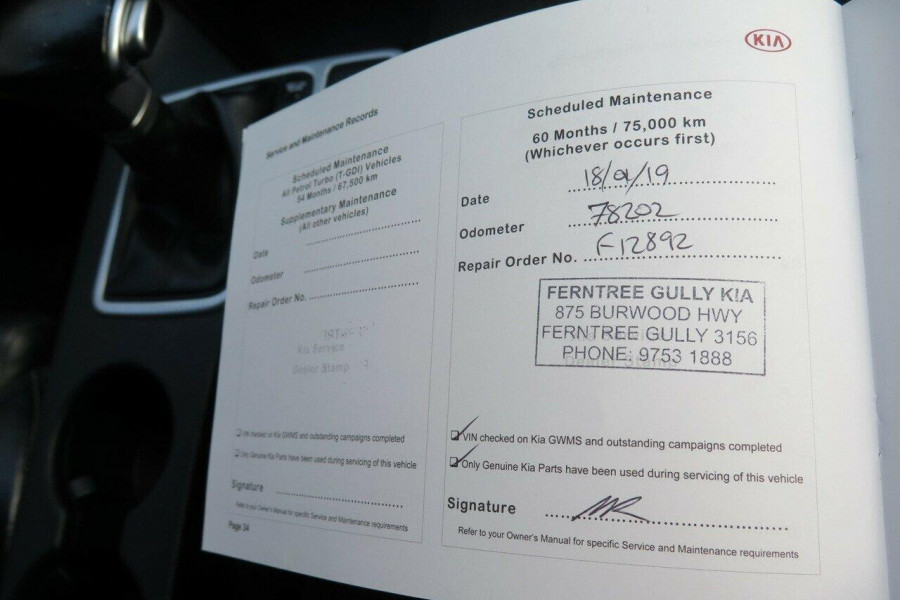 Service and Maintenance Records
Scheduled Maintenance
All Petrol Turbo (T-GDI) Vehicles
54 Months / 67,500 km
Supplementary Maintenance
(All other vehicles)
Date
Odometer
Repair Order No.
Kia Service
Dealer Stamp
VIN checked on Kia GWMS and outstanding campaigns completed
Only Genuine Kia Parts have been used during servicing of this vehicle
Signature
Refer to your Owner's Manual for specific Service and Maintenance requirements
Page 34
KIA
Scheduled Maintenance
60 Months / 75,000 km
(Whichever occurs first)
Date 18/01/19
Odometer 78202
Repair Order No. F12892
FERNTREE GULLY KIA
875 BURWOOD HWY
FERNTREE GULLY 3156
PHONE: 9753 1888
VIN checked on Kia GWMS and outstanding campaigns completed
Only Genuine Kia Parts have been used during servicing of this vehicle
Signature
Refer to your Owner's Manual for specific Service and Maintenance requirements